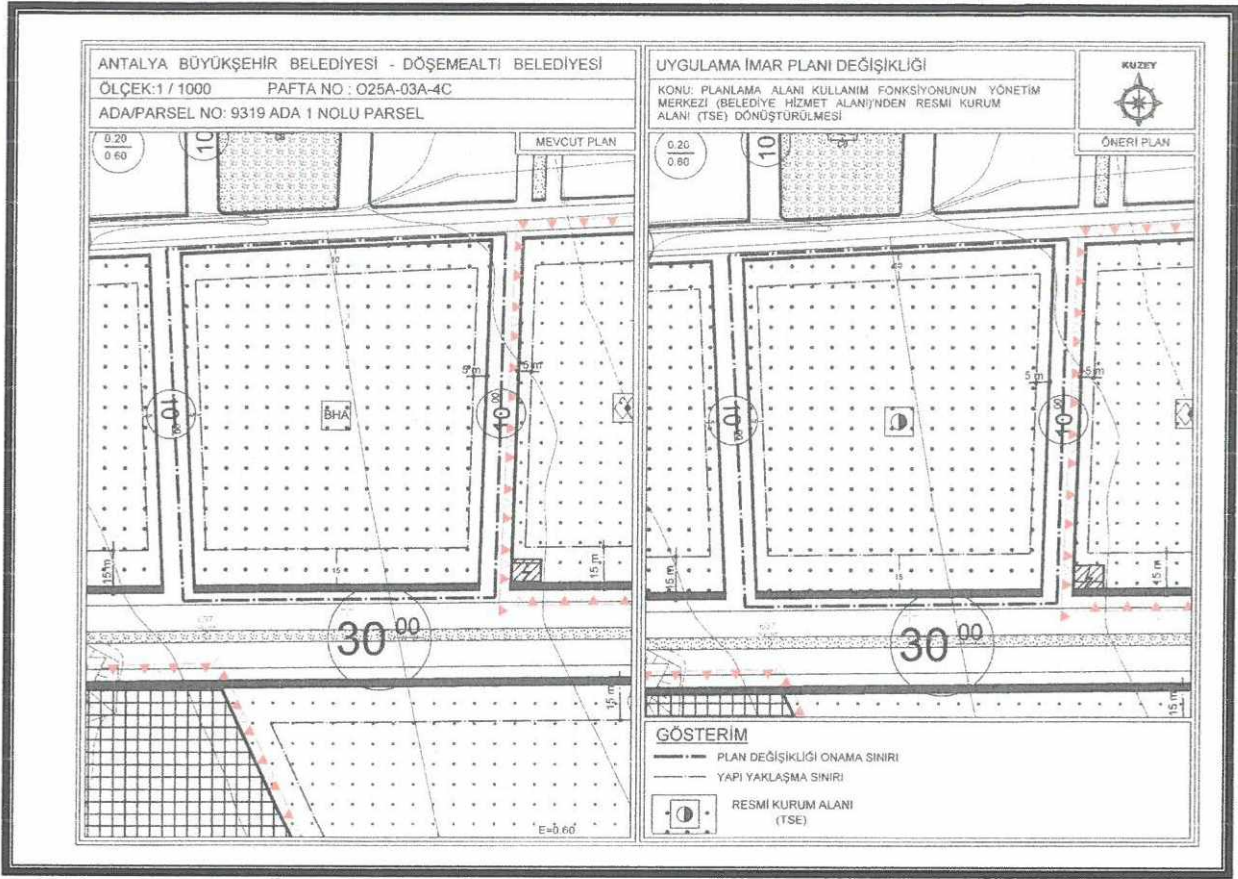 ANTALYA BÜYÜKŞEHİR BELEDİYESİ - DÖŞEMEALTI BELEDİYESİ
ÖLÇEK:1 / 1000 PAFTA NO : O25A-03A-4C
ADA/PARSEL NO: 9319 ADA 1 NOLU PARSEL
MEVCUT PLAN
0.20
0.60
10
10
5 m
5 m
10 00
BHA
10 00
15
15 m
15 m
30 00
15 m
E=0.60
UYGULAMA İMAR PLANI DEĞİŞİKLİĞİ
KONU: PLANLAMA ALANI KULLANIM FONKSİYONUNUN YÖNETİM
MERKEZİ (BELEDİYE HİZMET ALANI)'NDEN RESMİ KURUM
ALANI (TSE) DÖNÜŞTÜRÜLMESİ
KUZEY
ÖNERİ PLAN
0.20
0.60
10
5 m
5 m
10 00
10 00
15
15 m
15 m
30 00
15 m
GÖSTERİM
PLAN DEĞİŞİKLİĞİ ONAMA SINIRI
YAPI YAKLAŞMA SINIRI
RESMİ KURUM ALANI
(TSE)